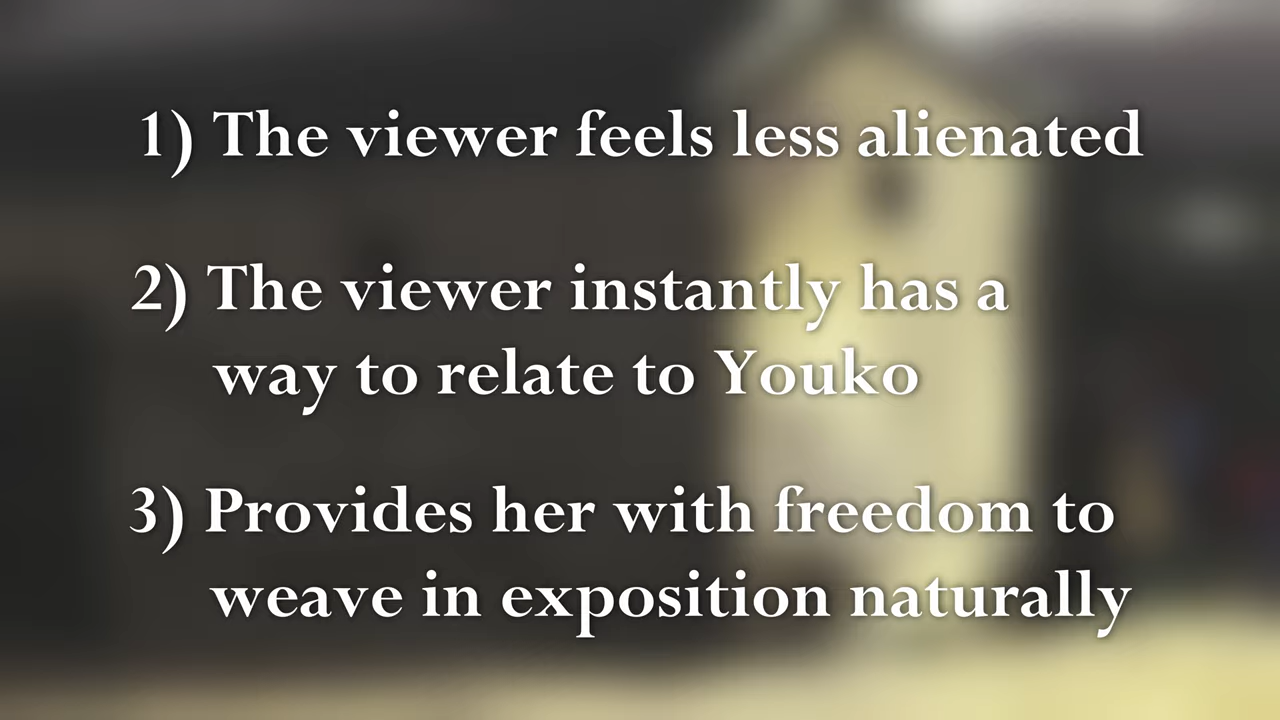 1) The viewer feels less alienated
2) The viewer instantly has a
way to relate to Youko
3) Provides her with freedom to
weave in exposition naturally